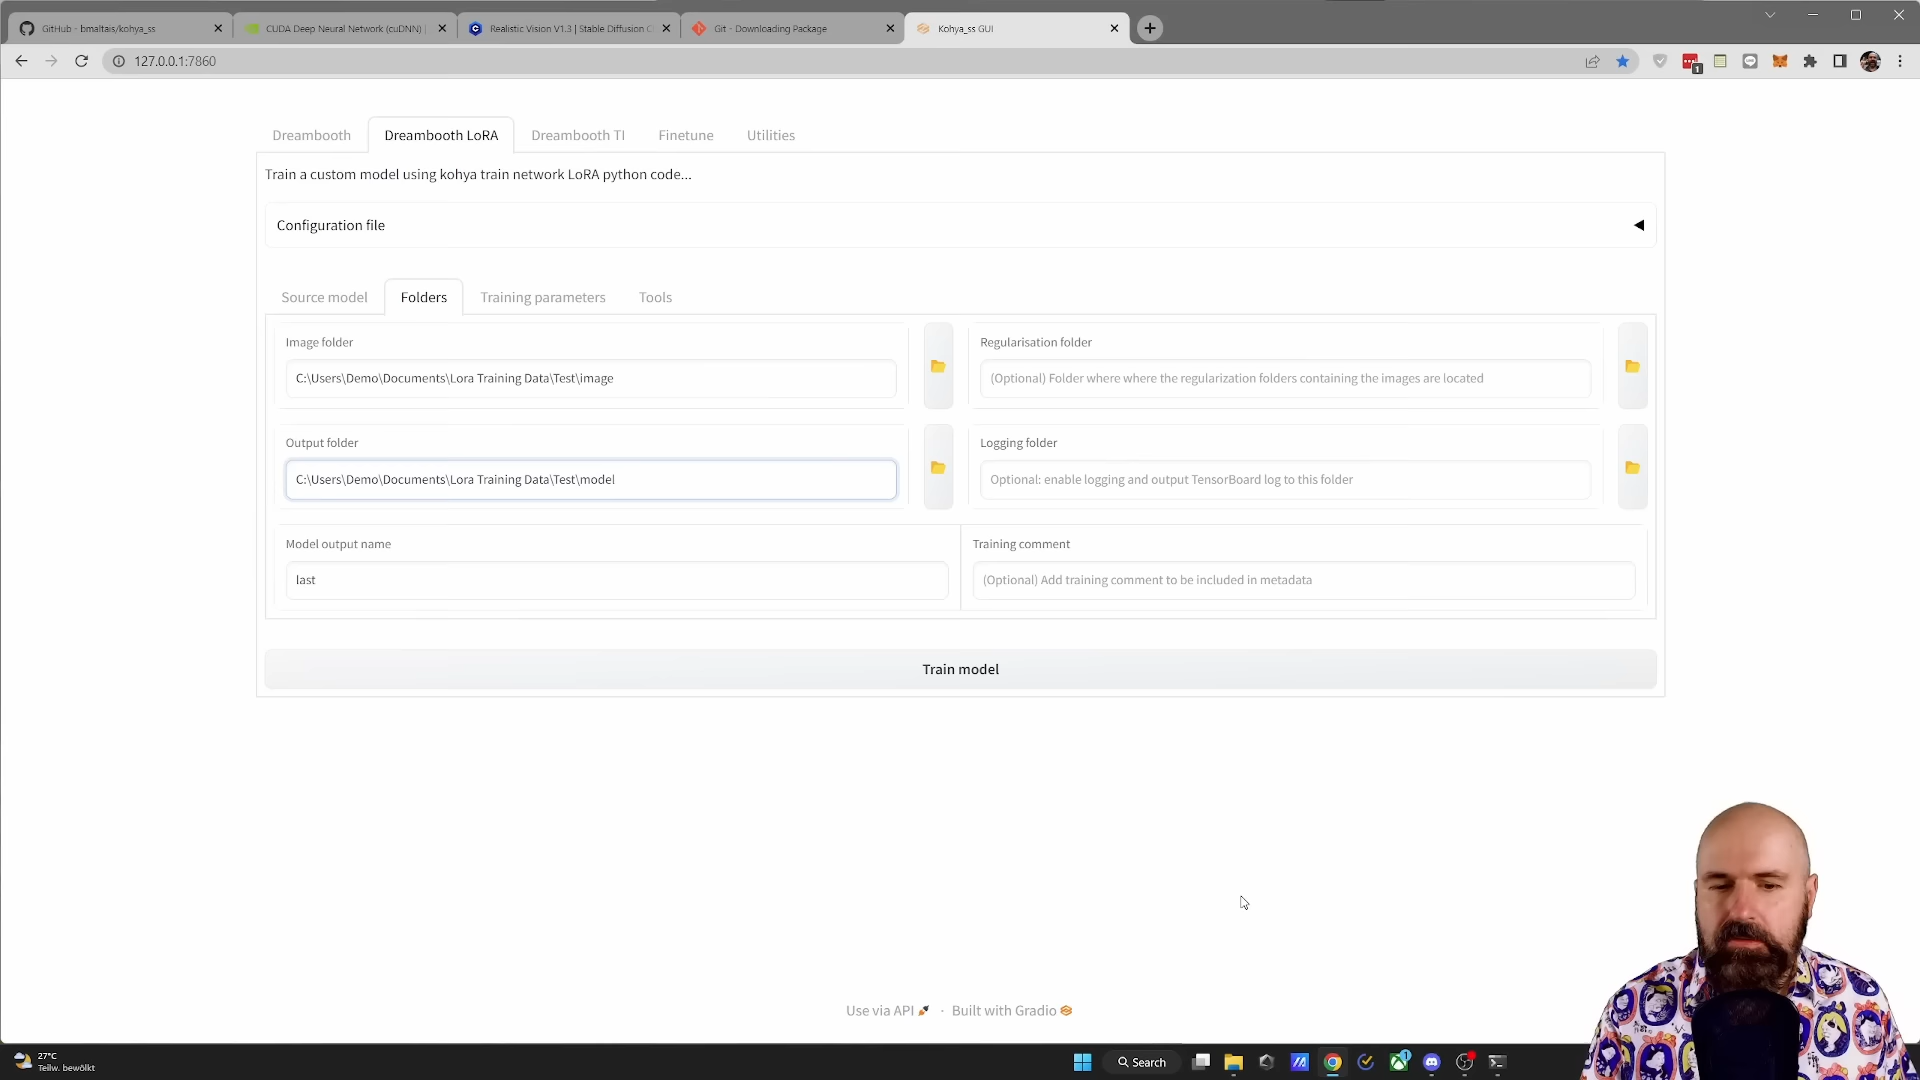 GitHub - bmaltais/kohya_ss
CUDA Deep Neural Network (cuDNN) |
Realistic Vision V1.3 | Stable Diffusion C
Git - Downloading Package
Kohya_ss GUI
127.0.0.1:7860
1
Dreambooth
Dreambooth LoRA
Dreambooth TI
Finetune
Utilities
Train a custom model using kohya train network LoRA python code...
Configuration file
Source model
Folders
Training parameters
Tools
Image folder
C:\Users\Demo\Documents\Lora Training Data\Test\image
Regularisation folder
(Optional) Folder where where the regularization folders containing the images are located
Output folder
C:\Users\Demo\Documents\Lora Training Data\Test\model
Logging folder
Optional: enable logging and output TensorBoard log to this folder
Model output name
last
Training comment
(Optional) Add training comment to be included in metadata
Train model
Use via API
·
Built with Gradio
27°C
Teilw. bewölkt
Search
1